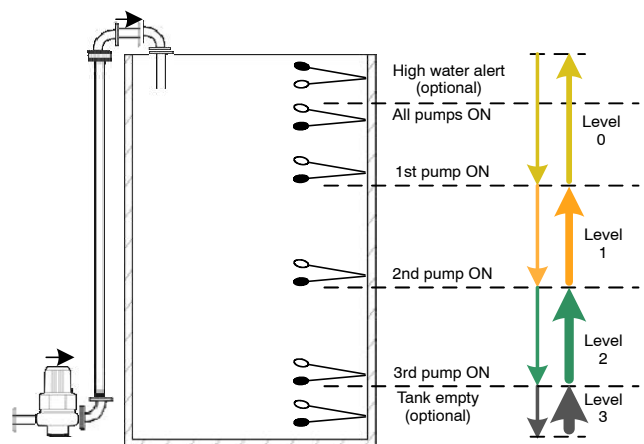 High water alert
(optional)
All pumps ON
Level
0
1st pump ON
Level
1
2nd pump ON
Level
2
3rd pump ON
Tank empty
(optional)
Level
3